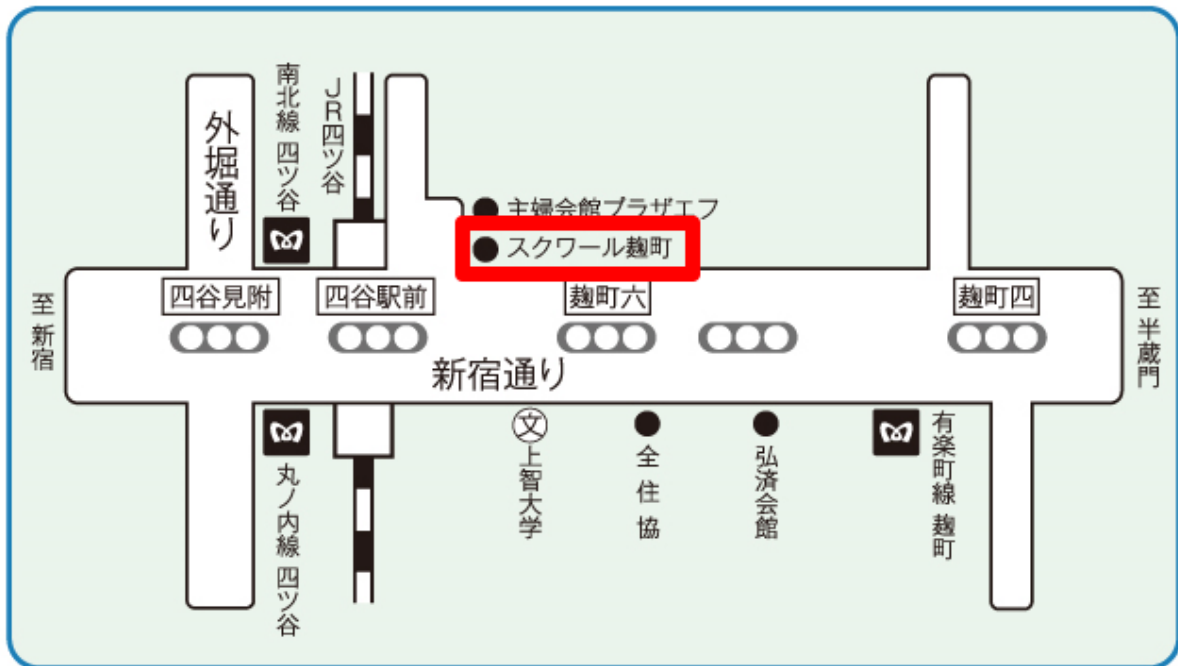 外堀通り
南北線 四ツ谷
JR四ツ谷
主婦会館プラザエフ
スクワール麹町
至 新宿
四谷見附
四谷駅前
麹町六
麹町四
至 半蔵門
新宿通り
丸ノ内線 四ツ谷
文
上智大学
全住協
弘済会館
有楽町線 麹町